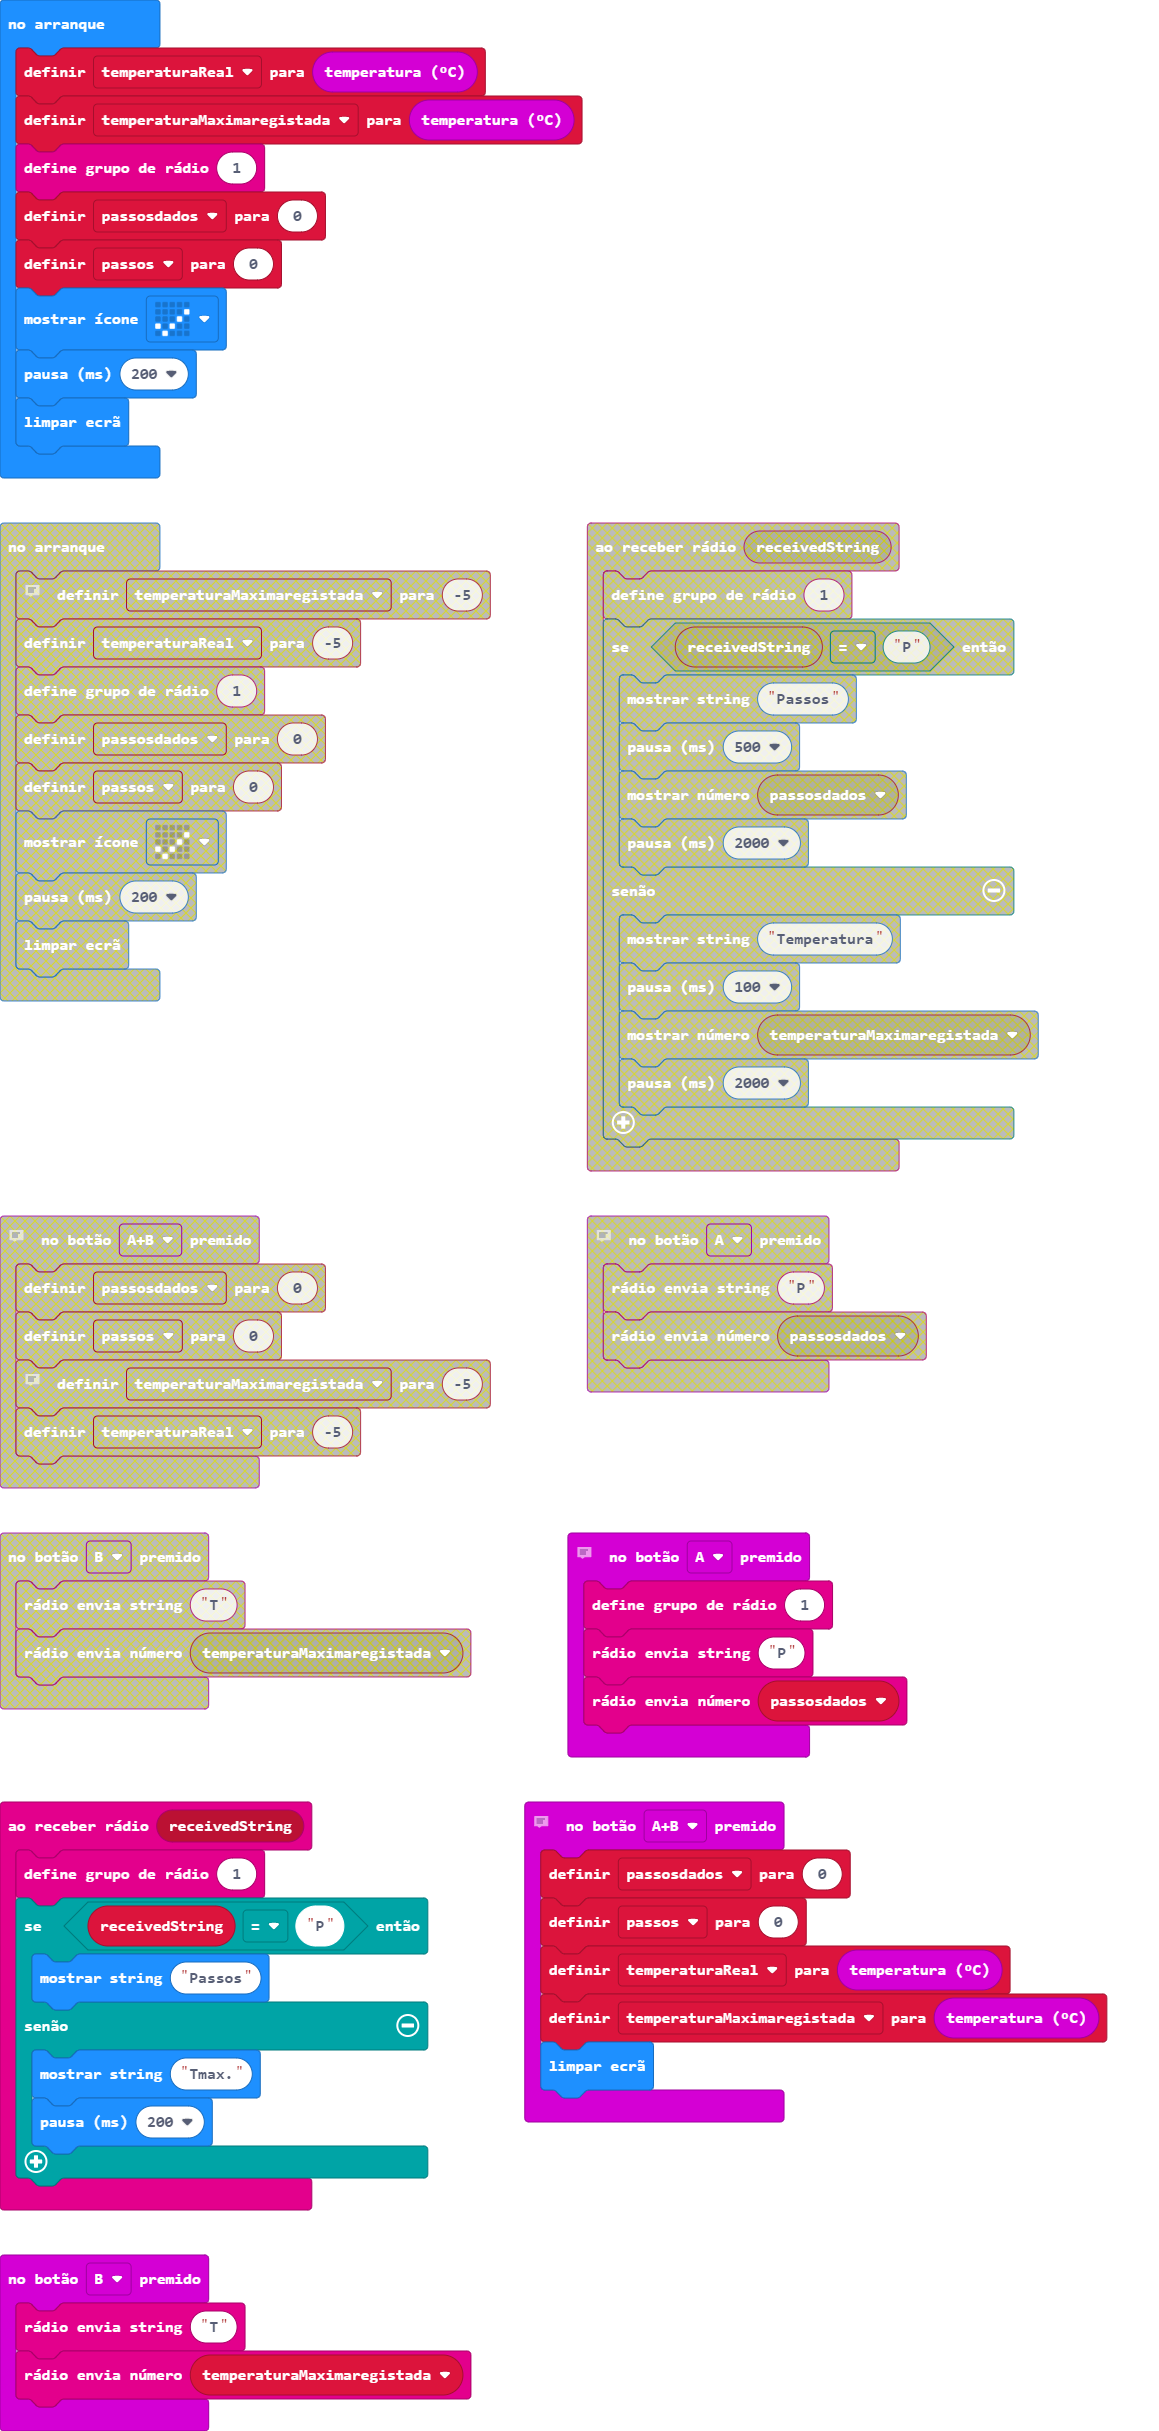 no arranque
definir temperaturaReal para temperatura (ºC)
definir temperaturaMaximaregistada para temperatura (ºC)
define grupo de rádio 1
definir passosdados para 0
definir passos para 0
mostrar ícone
pausa (ms) 200
limpar ecrã
no arranque
definir temperaturaMaximaregistada para -5
definir temperaturaReal para -5
define grupo de rádio 1
definir passosdados para 0
definir passos para 0
mostrar ícone
pausa (ms) 200
limpar ecrã
ao receber rádio receivedString
define grupo de rádio 1
se receivedString = "P" então
mostrar string "Passos"
pausa (ms) 500
mostrar número passosdados
pausa (ms) 2000
senão
mostrar string "Temperatura"
pausa (ms) 100
mostrar número temperaturaMaximaregistada
pausa (ms) 2000
no botão A+B premido
definir passosdados para 0
definir passos para 0
definir temperaturaMaximaregistada para -5
definir temperaturaReal para -5
no botão A premido
rádio envia string "P"
rádio envia número passosdados
no botão B premido
rádio envia string "T"
rádio envia número temperaturaMaximaregistada
no botão A premido
define grupo de rádio 1
rádio envia string "P"
rádio envia número passosdados
ao receber rádio receivedString
define grupo de rádio 1
se receivedString = "P" então
mostrar string "Passos"
senão
mostrar string "Tmax."
pausa (ms) 200
no botão A+B premido
definir passosdados para 0
definir passos para 0
definir temperaturaReal para temperatura (ºC)
definir temperaturaMaximaregistada para temperatura (ºC)
limpar ecrã
no botão B premido
rádio envia string "T"
rádio envia número temperaturaMaximaregistada